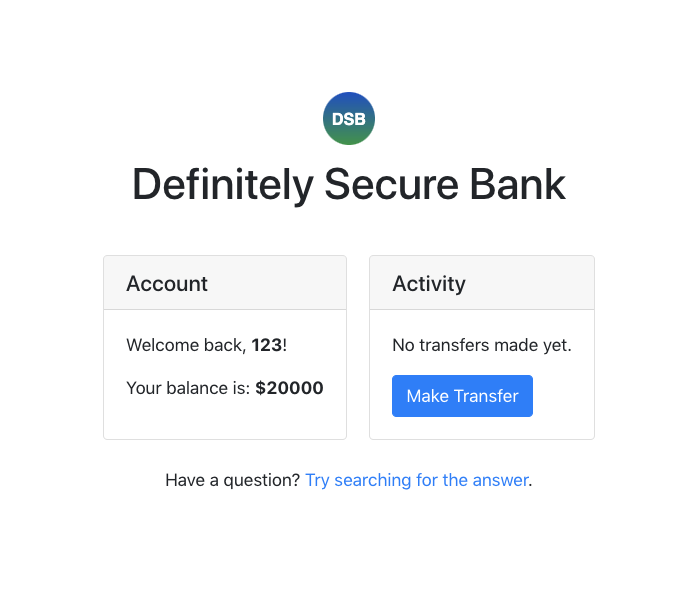 DSB
Definitely Secure Bank
Account
Welcome back, 123!
Your balance is: $20000
Activity
No transfers made yet.
Make Transfer
Have a question? Try searching for the answer.